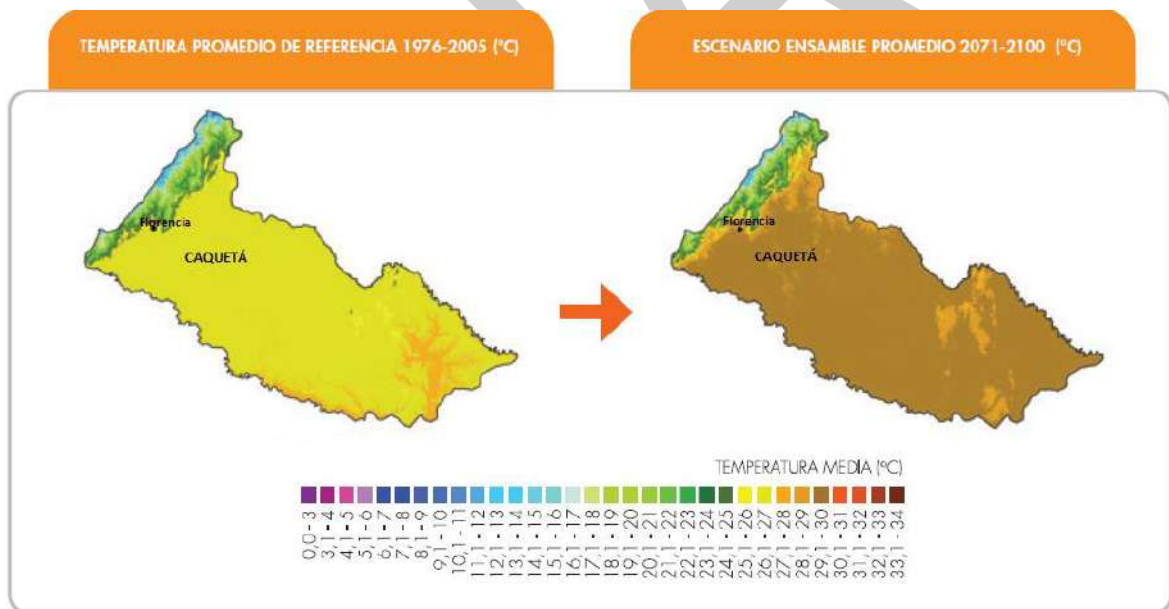 TEMPERATURA PROMEDIO DE REFERENCIA 1976-2005 (ºC)
ESCENARIO ENSAMBLE PROMEDIO 2071-2100 (ºC)
Florencia
CAQUETÁ
Florencia
CAQUETÁ
TEMPERATURA MEDIA (ºC)
0,0 - 3
3,1 - 4
4,1 - 5
5,1 - 6
6,1 - 7
7,1 - 8
8,1 - 9
9,1 - 10
10,1 - 11
11,1 - 12
12,1 - 13
13,1 - 14
14,1 - 15
15,1 - 16
16,1 - 17
17,1 - 18
18,1 - 19
19,1 - 20
20,1 - 21
21,1 - 22
22,1 - 23
23,1 - 24
24,1 - 25
25,1 - 26
26,1 - 27
27,1 - 28
28,1 - 29
29,1 - 30
30,1 - 31
31,1 - 32
32,1 - 33
33,1 - 34